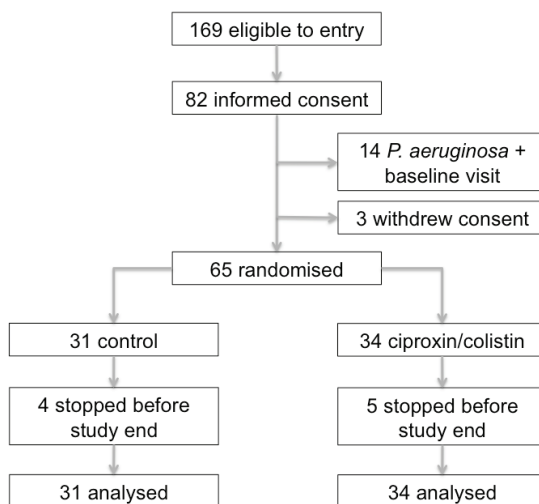 169 eligible to entry
82 informed consent
14 P. aeruginosa +
baseline visit
3 withdrew consent
65 randomised
31 control
34 ciproxin/colistin
4 stopped before
study end
5 stopped before
study end
31 analysed
34 analysed